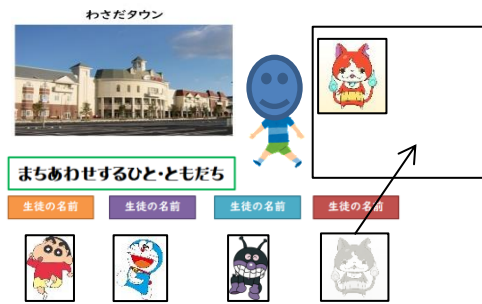 わさだタウン
まちあわせするひと・ともだち
生徒の名前
生徒の名前
生徒の名前
生徒の名前